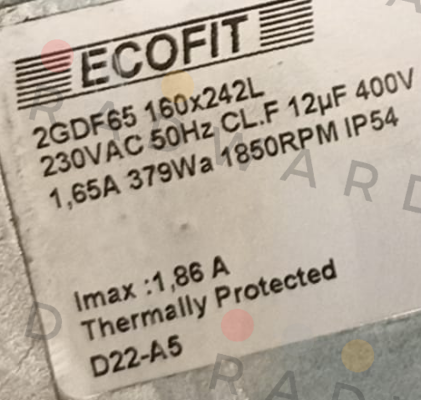 ECOFIT
2GDF65 160x242L
230VAC 50Hz CL.F 12µF 400V
1,65A 379Wa 1850RPM IP54
Imax :1,86 A
Thermally Protected
D22-A5